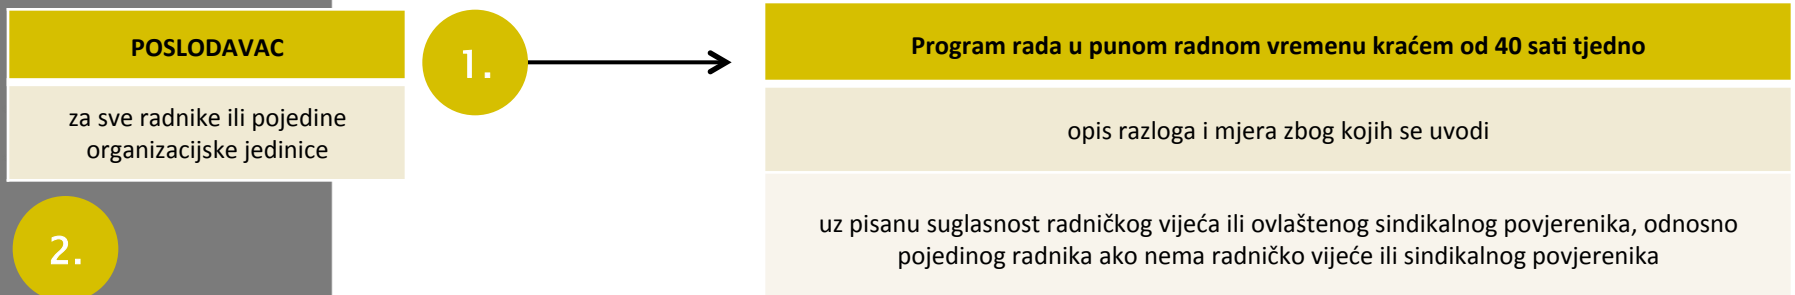 POSLODAVAC
za sve radnike ili pojedine
organizacijske jedinice
1.
Program rada u punom radnom vremenu kraćem od 40 sati tjedno
opis razloga i mjera zbog kojih se uvodi
uz pisanu suglasnost radničkog vijeća ili ovlaštenog sindikalnog povjerenika, odnosno
pojedinog radnika ako nema radničko vijeće ili sindikalnog povjerenika
2.